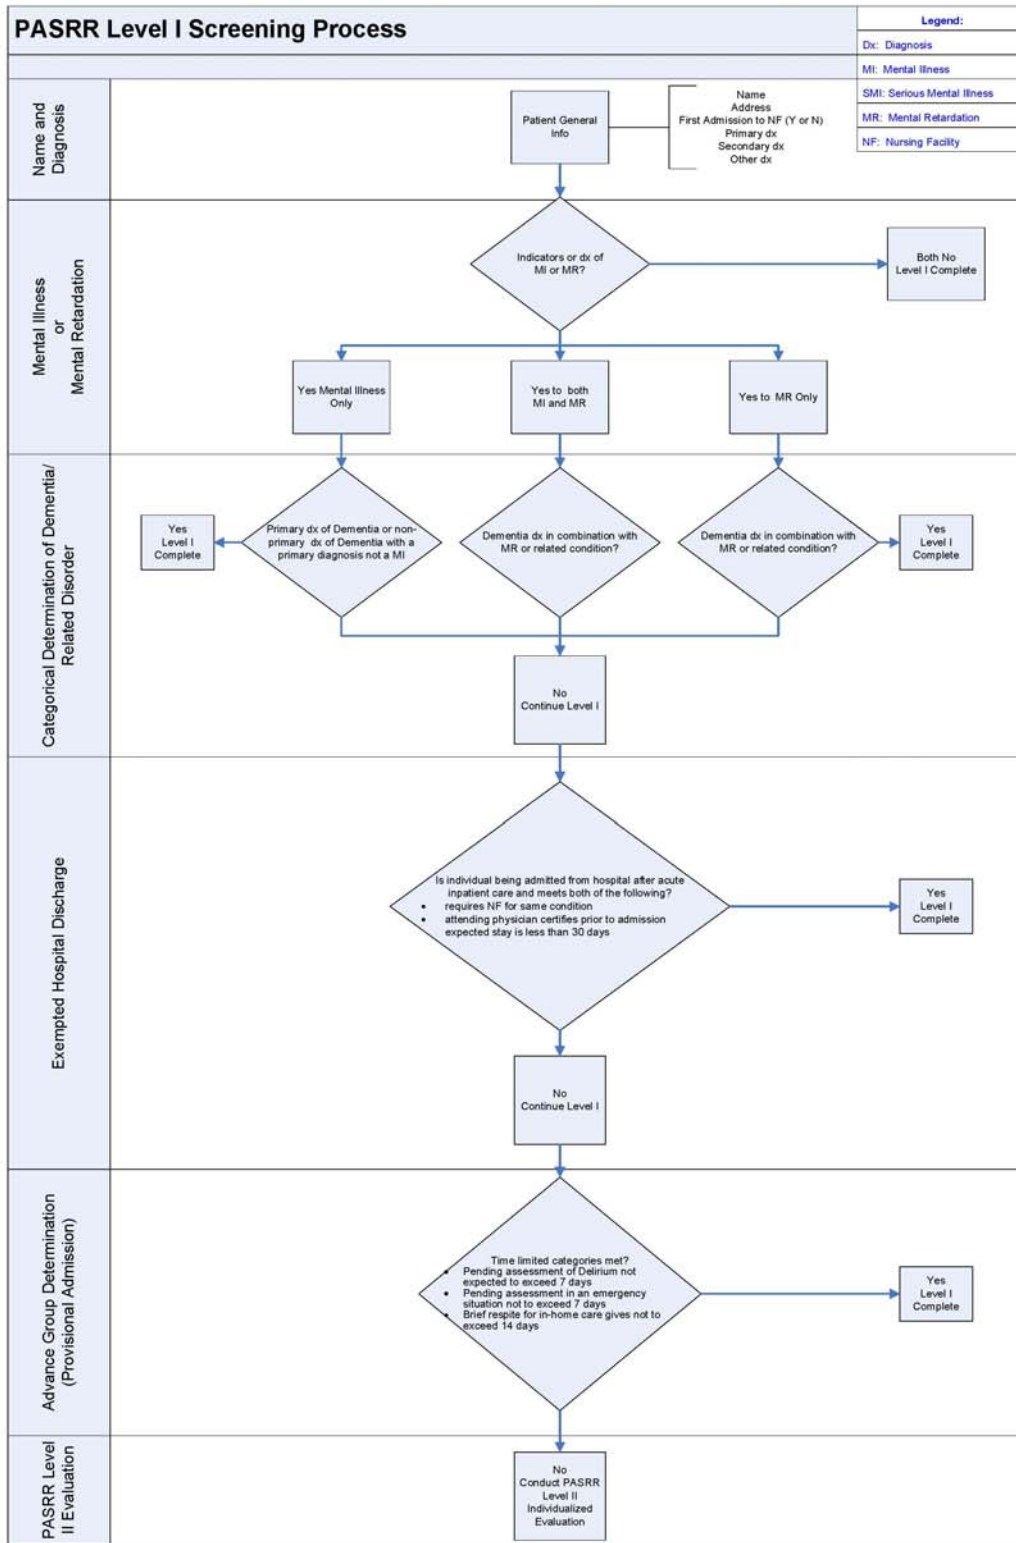 PASRR Level I Screening Process
Legend:
Dx: Diagnosis
MI: Mental Illness
SMI: Serious Mental Illness
MR: Mental Retardation
NF: Nursing Facility
Name and
Diagnosis
Patient General
Info
Name
Address
First Admission to NF (Y or N)
Primary dx
Secondary dx
Other dx
Mental Illness
or
Mental Retardation
Indicators or dx of
MI or MR?
Both No
Level I Complete
Yes Mental Illness
Only
Yes to both
MI and MR
Yes to MR Only
Categorical Determination of Dementia/
Related Disorder
Yes
Level I
Complete
Primary dx of Dementia or non-
primary dx of Dementia with a
primary diagnosis not a MI
Dementia dx in combination with
MR or related condition?
Dementia dx in combination with
MR or related condition?
Yes
Level I
Complete
No
Continue Level I
Exempted Hospital Discharge
Is individual being admitted from hospital after acute
inpatient care and meets both of the following?
• requires NF for same condition
• attending physician certifies prior to admission
expected stay is less than 30 days
Yes
Level I
Complete
No
Continue Level I
Advance Group Determination
(Provisional Admission)
Time limited categories met?
• Pending assessment of Delirium not
expected to exceed 7 days
• Pending assessment in an emergency
situation not to exceed 7 days
• Brief respite for in-home care gives not to
exceed 14 days
Yes
Level I
Complete
PASRR Level
II Evaluation
No
Conduct PASRR
Level II
Individualized
Evaluation